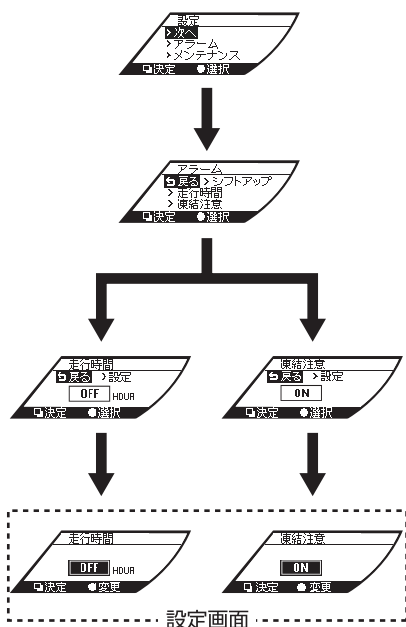 設定
>次へ
>アラーム
>メンテナンス
決定 ●選択
アラーム
戻る >シフトアップ
>走行時間
>凍結注意
決定 ●選択
走行時間
戻る >設定
OFF HOUR
決定 ●選択
凍結注意
戻る >設定
ON
決定 ●選択
走行時間
OFF HOUR
決定 ●変更
凍結注意
ON
決定 ●変更
設定画面